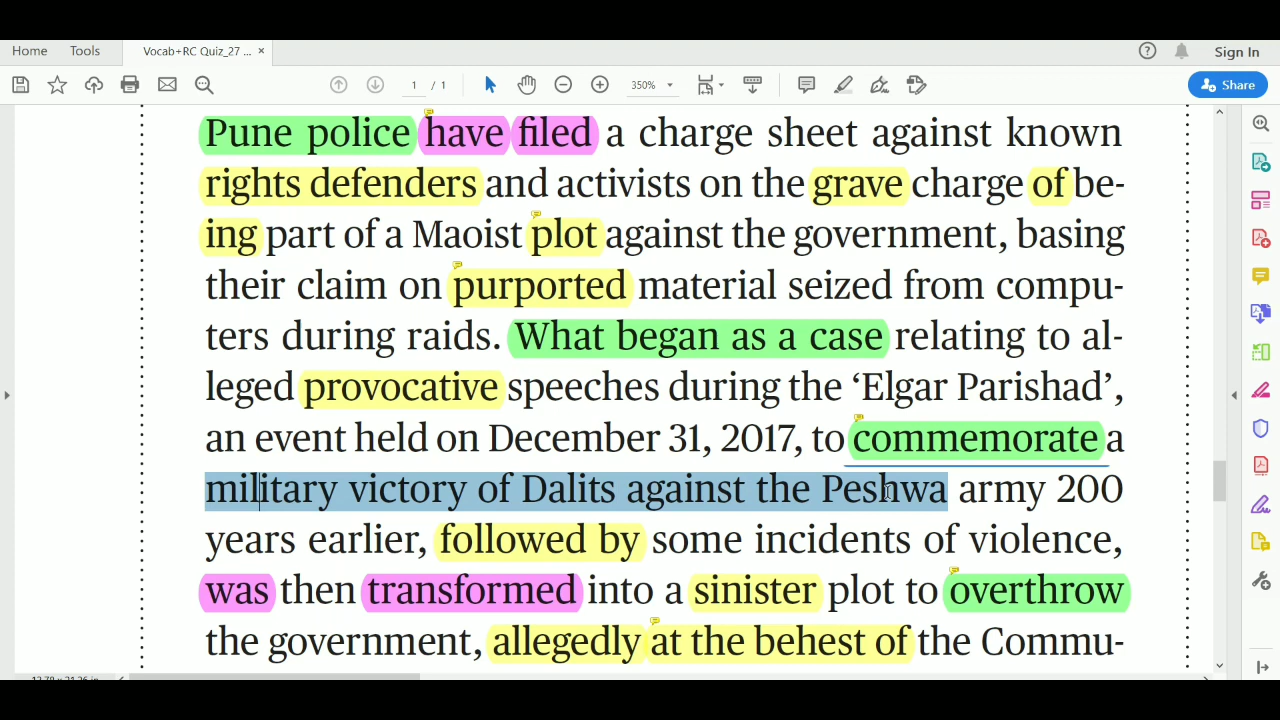 Home Tools Vocab+RC Quiz_27 ... × Sign In
1 / 1 350% Share
Pune police have filed a charge sheet against known
rights defenders and activists on the grave charge of be-
ing part of a Maoist plot against the government, basing
their claim on purported material seized from compu-
ters during raids. What began as a case relating to al-
leged provocative speeches during the ‘Elgar Parishad’,
an event held on December 31, 2017, to commemorate a
military victory of Dalits against the Peshwa army 200
years earlier, followed by some incidents of violence,
was then transformed into a sinister plot to overthrow
the government, allegedly at the behest of the Commu-